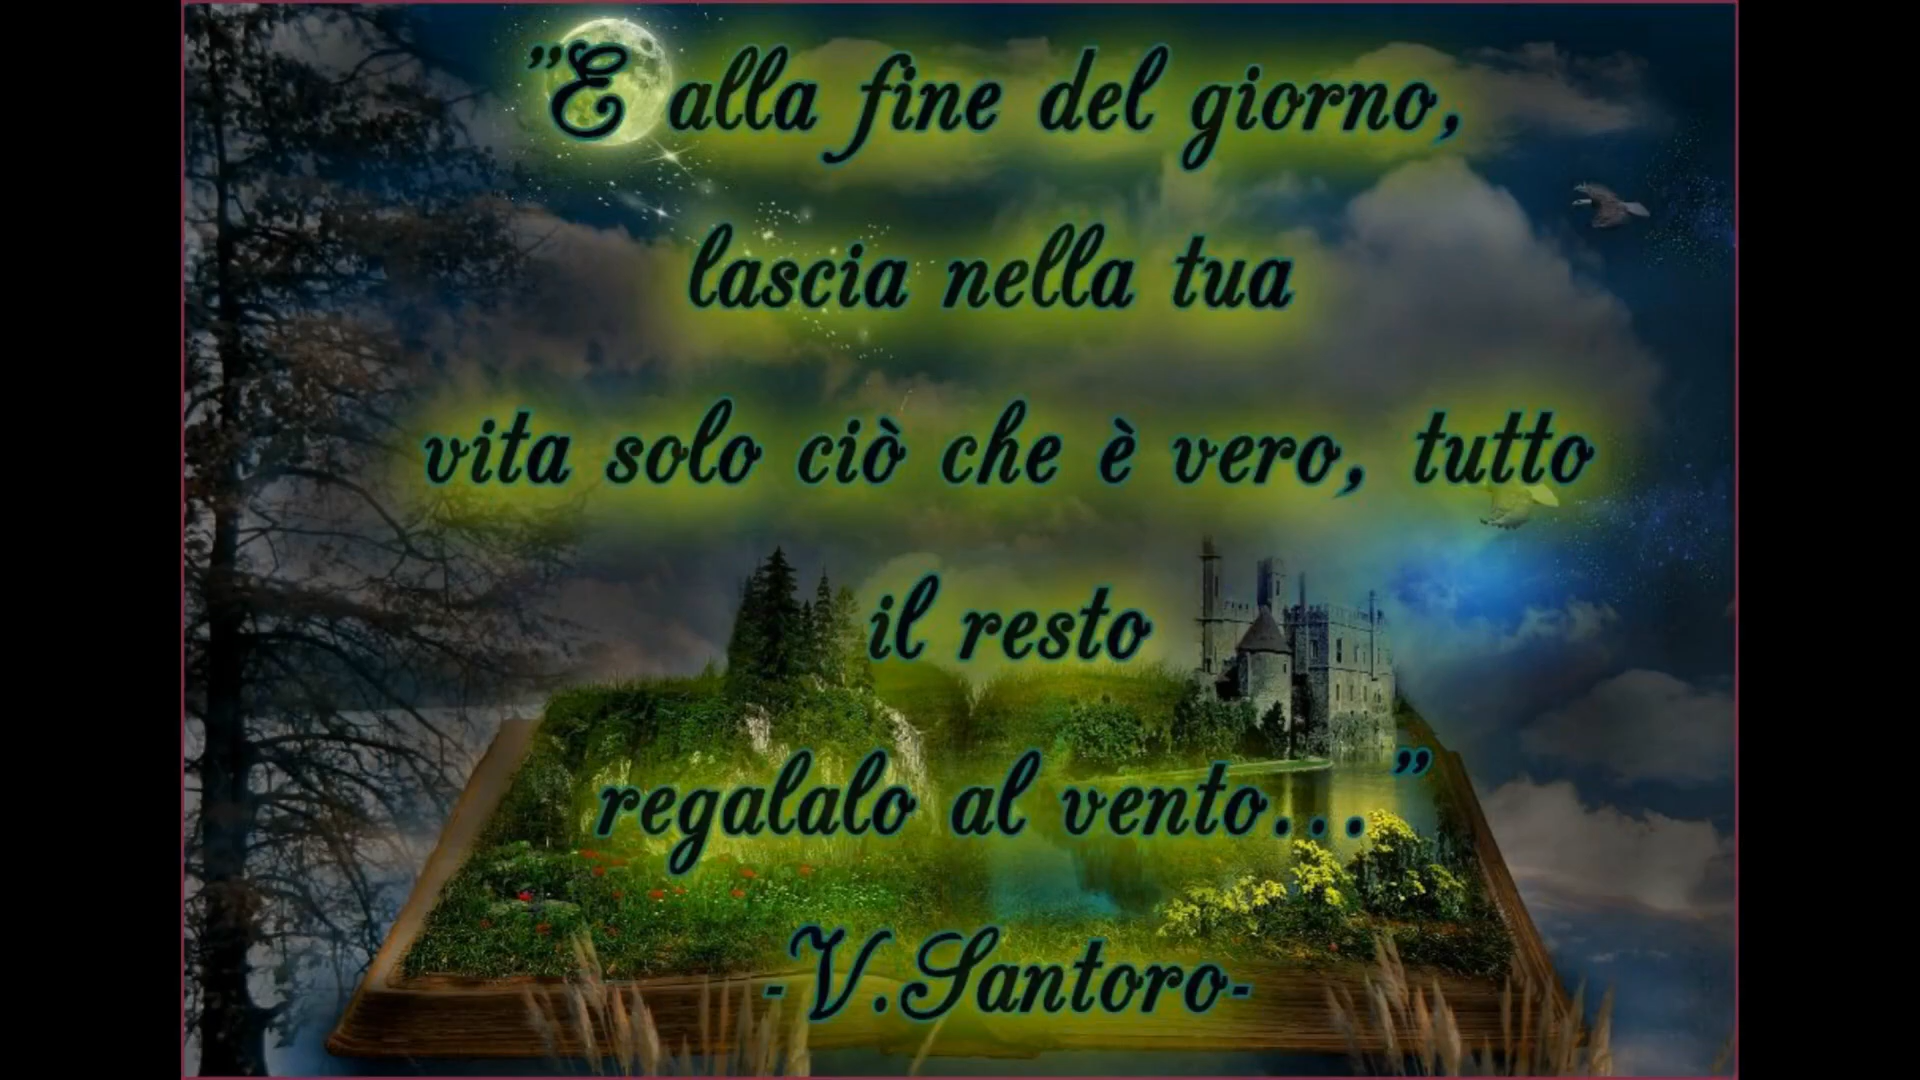 "E alla fine del giorno,
lascia nella tua
vita solo ciò che è vero, tutto
il resto
regalalo al vento..."
-V.Santoro-